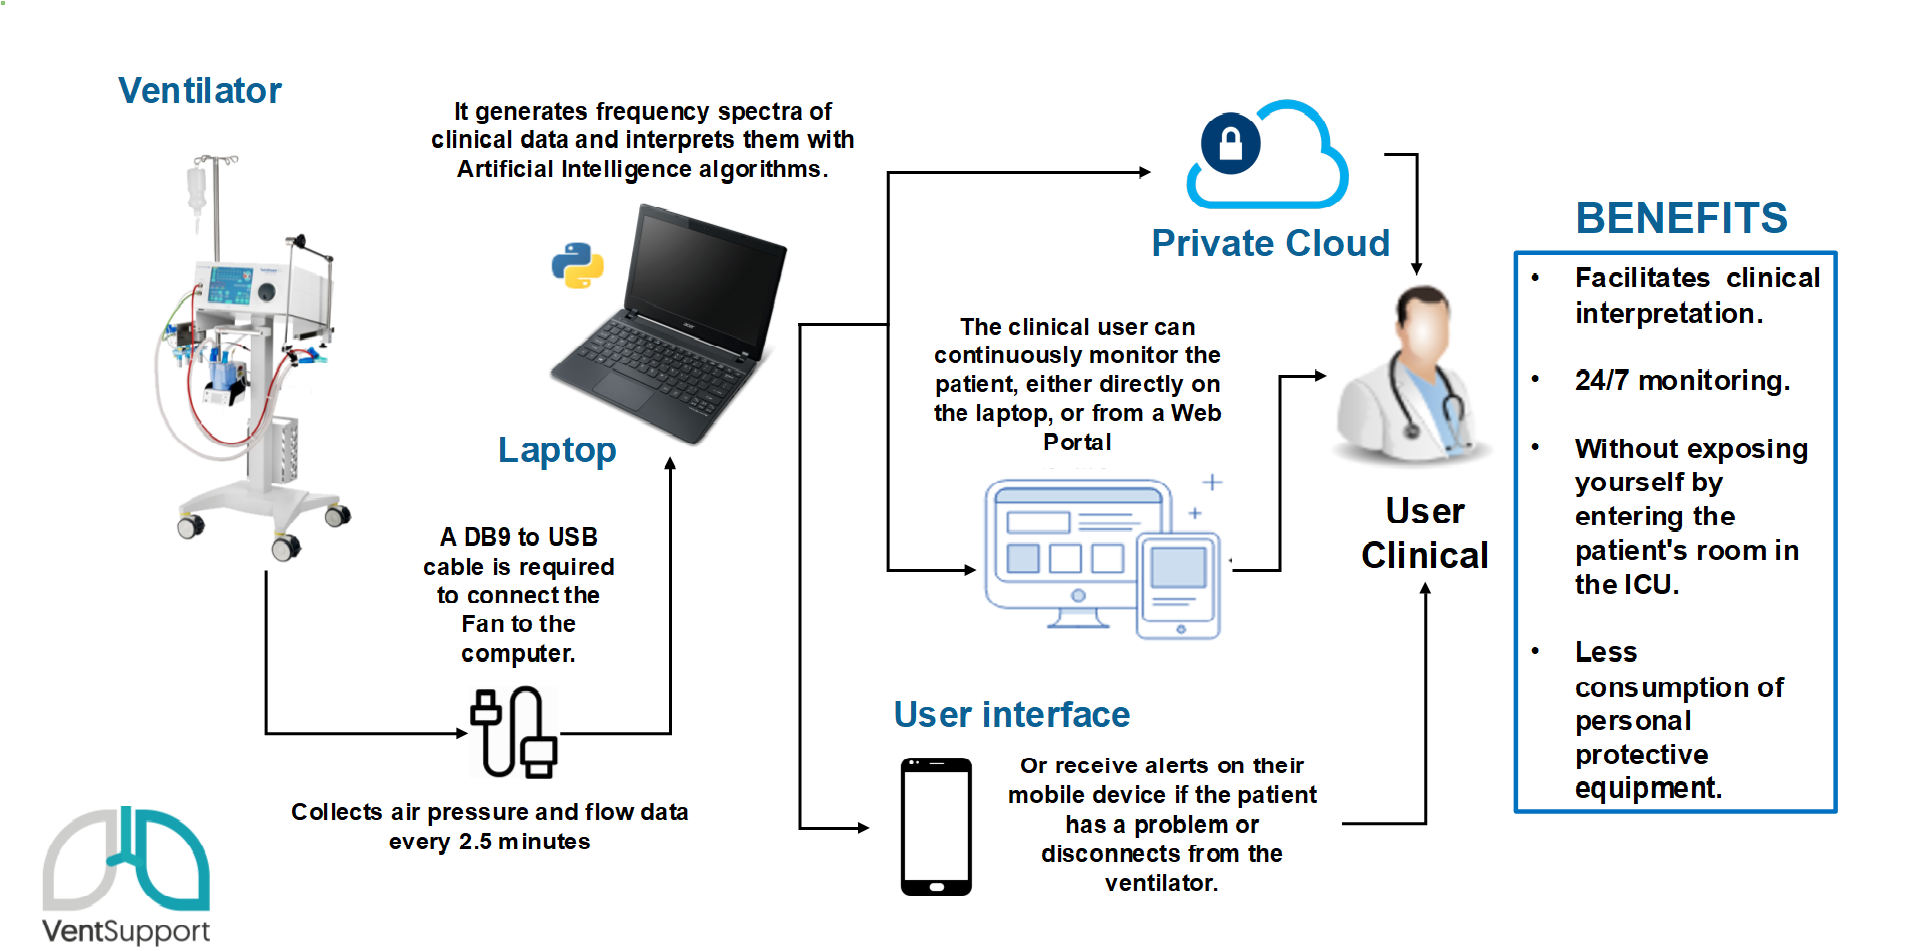 Ventilator
It generates frequency spectra of
clinical data and interprets them with
Artificial Intelligence algorithms.
Laptop
A DB9 to USB
cable is required
to connect the
Fan to the
computer.
Collects air pressure and flow data
every 2.5 minutes
VentSupport
Private Cloud
The clinical user can
continuously monitor the
patient, either directly on
the laptop, or from a Web
Portal
User interface
Or receive alerts on their
mobile device if the patient
has a problem or
disconnects from the
ventilator.
User
Clinical
BENEFITS
• Facilitates clinical
interpretation.
• 24/7 monitoring.
• Without exposing
yourself by
entering the
patient's room in
the ICU.
• Less
consumption of
personal
protective
equipment.